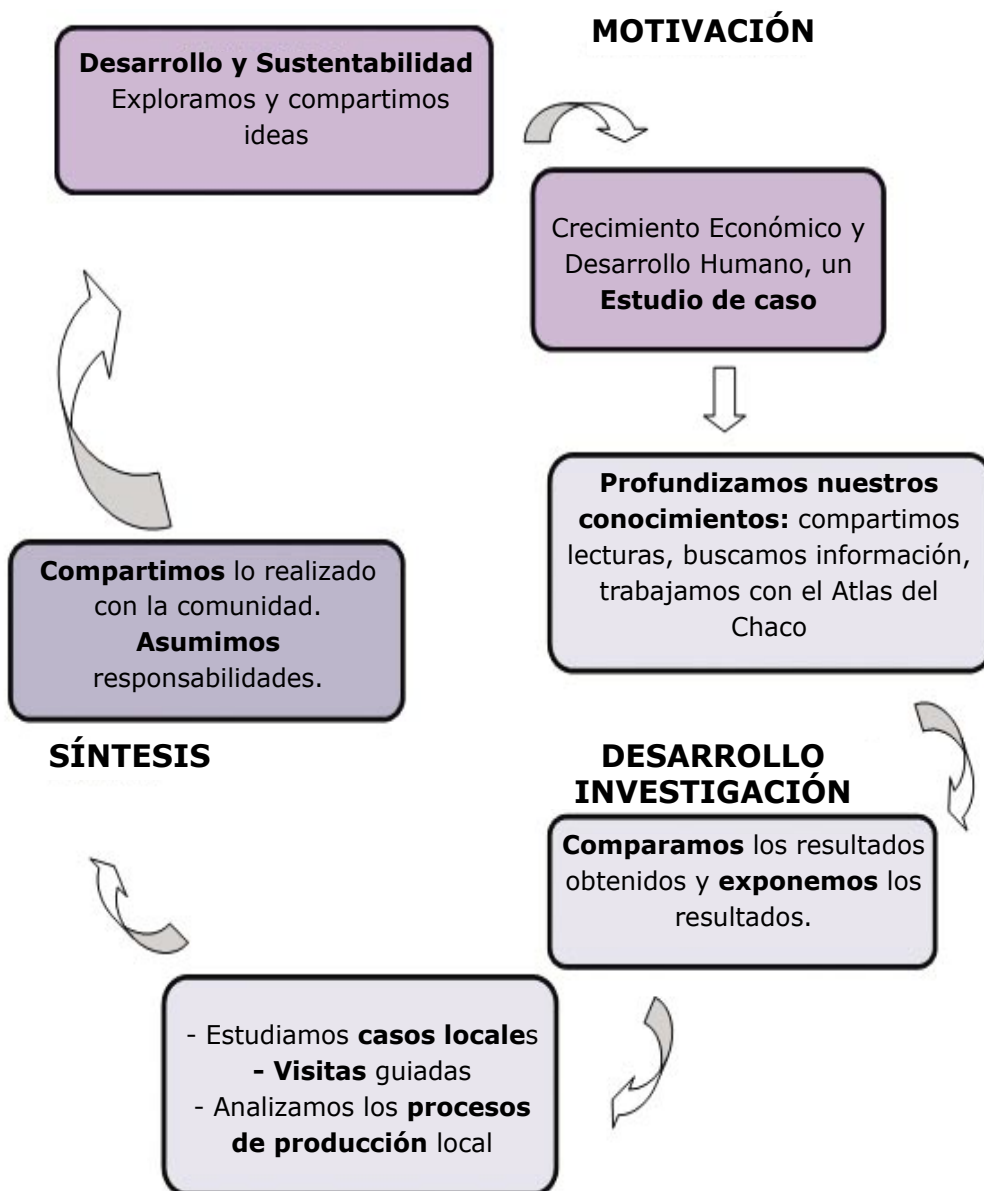 MOTIVACIÓN
Desarrollo y Sustentabilidad
Exploramos y compartimos
ideas
Crecimiento Económico y
Desarrollo Humano, un
Estudio de caso
Profundizamos nuestros
conocimientos: compartimos
lecturas, buscamos información,
trabajamos con el Atlas del
Chaco
DESARROLLO
INVESTIGACIÓN
Comparamos los resultados
obtenidos y exponemos los
resultados.
- Estudiamos casos locales
- Visitas guiadas
- Analizamos los procesos
de producción local
SÍNTESIS
Compartimos lo realizado
con la comunidad.
Asumimos
responsabilidades.